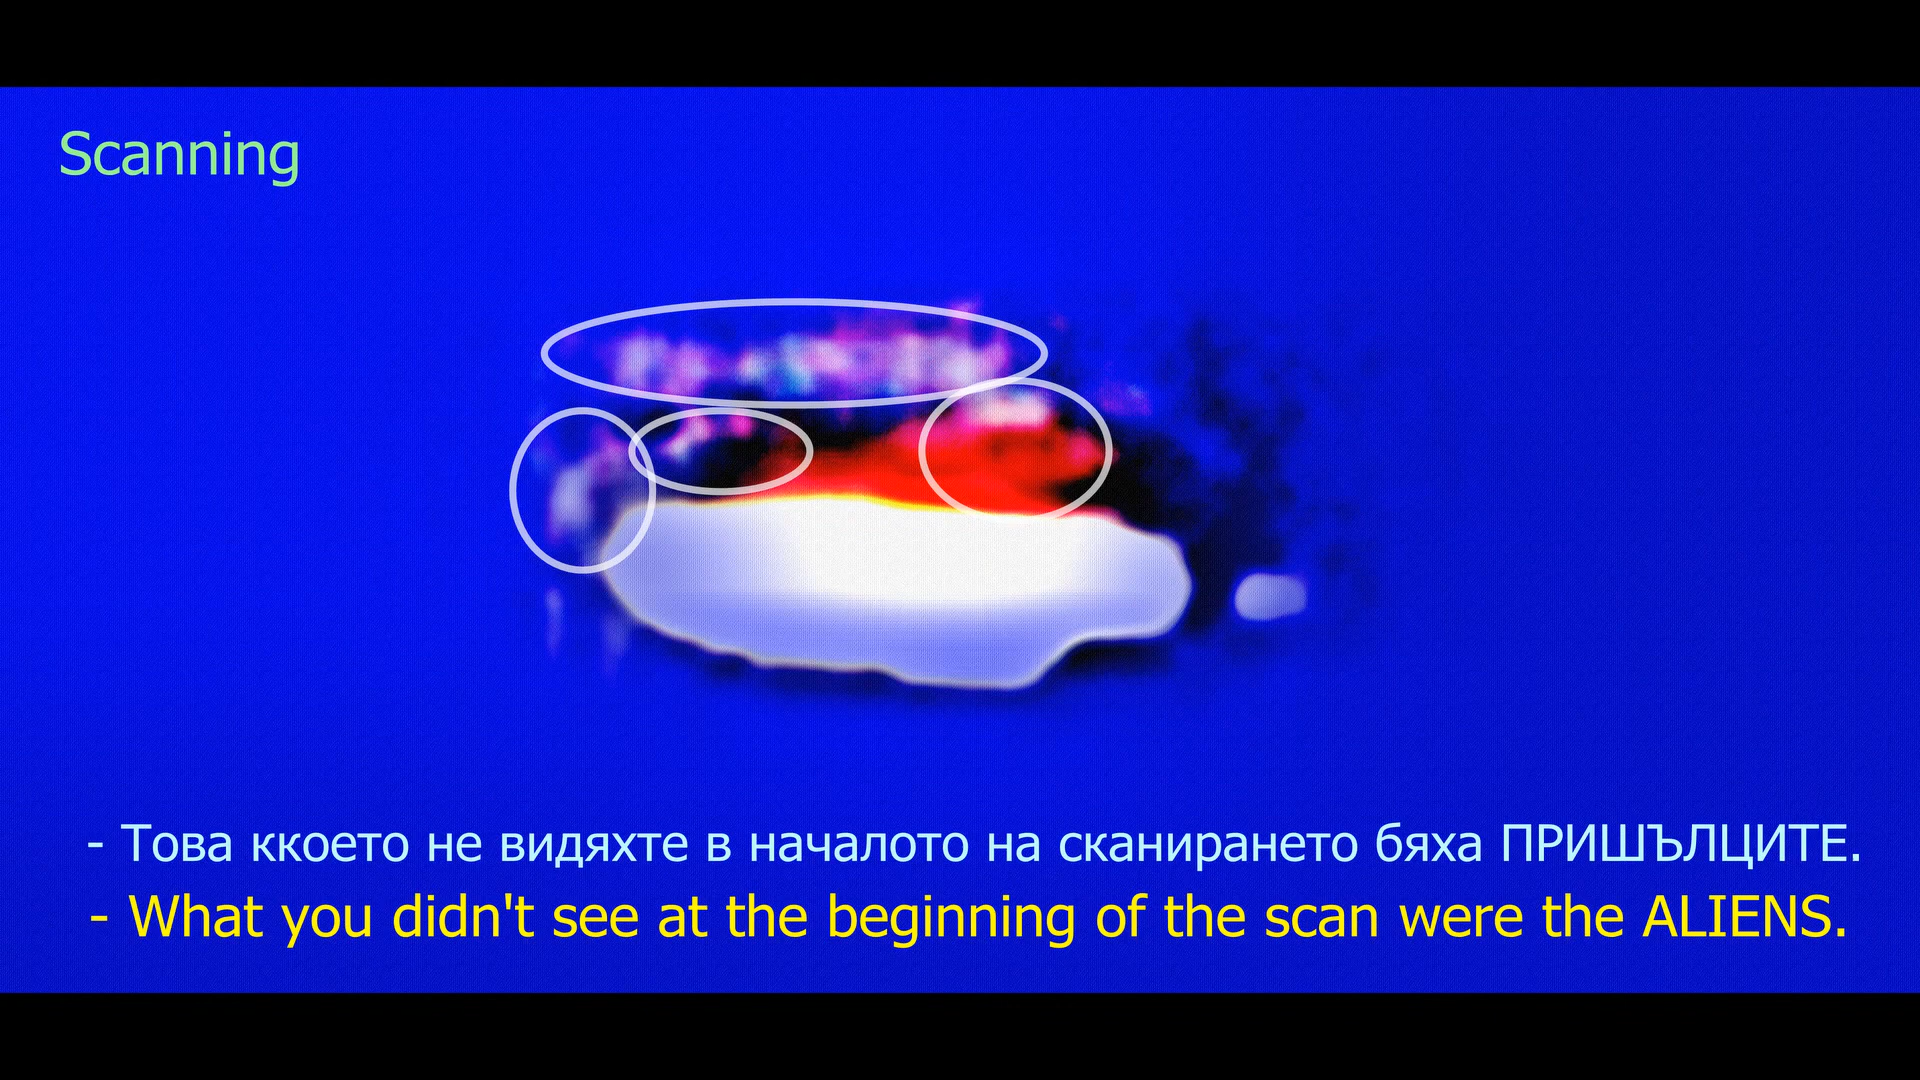 Scanning
- Това ккоето не видяхте в началото на сканирането бяха ПРИШЪЛЦИТЕ.
- What you didn't see at the beginning of the scan were the ALIENS.